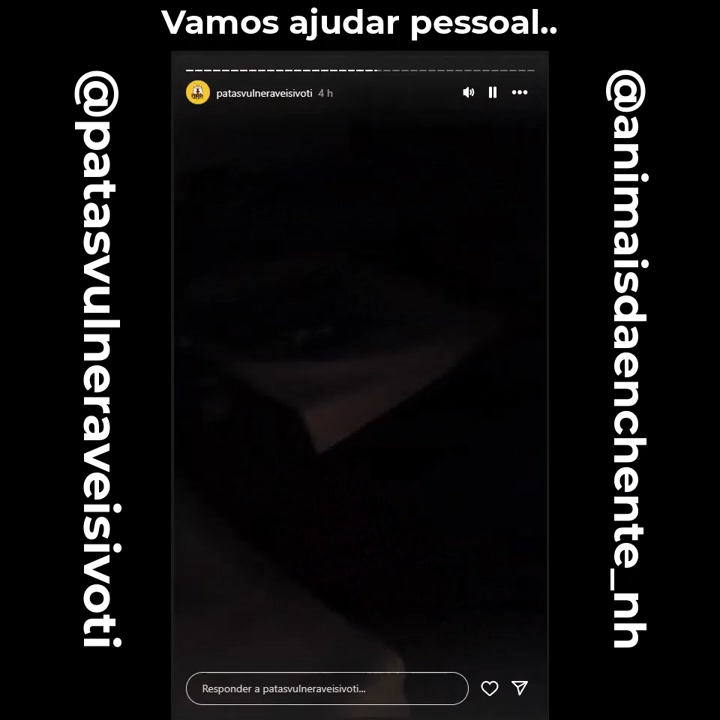 Vamos ajudar pessoal..
@patasvulneraveisivoti
patasvulneraveisivoti 4 h
@animaisdaenchente_nh
Responder a patasvulneraveisivoti...